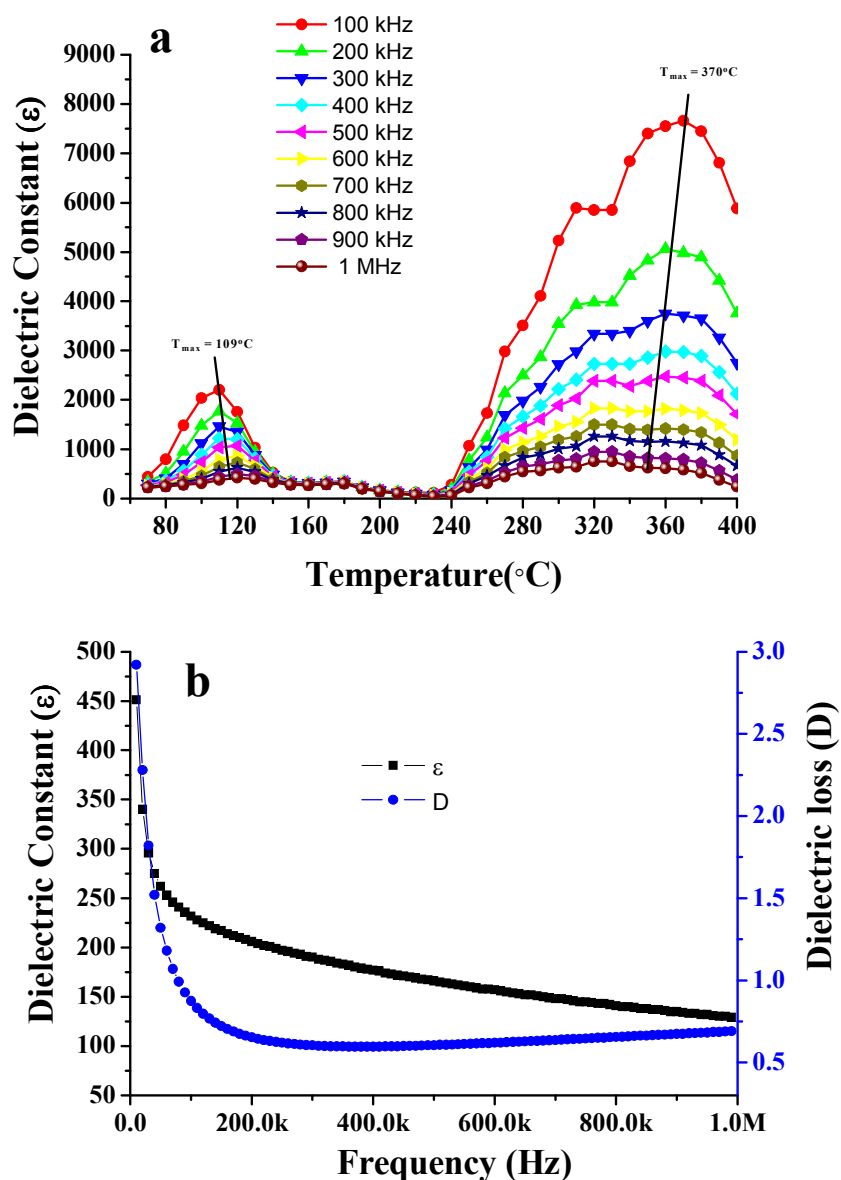 a
100 kHz
200 kHz
300 kHz
400 kHz
500 kHz
600 kHz
700 kHz
800 kHz
900 kHz
1 MHz
Tmax = 370°C
Tmax = 109°C
9000
8000
7000
6000
5000
4000
3000
2000
1000
0
Dielectric Constant (ε)
80 120 160 200 240 280 320 360 400
Temperature(°C)
b
ε
D
500
450
400
350
300
250
200
150
100
50
Dielectric Constant (ε)
3.0
2.5
2.0
1.5
1.0
0.5
Dielectric loss (D)
0.0 200.0k 400.0k 600.0k 800.0k 1.0M
Frequency (Hz)